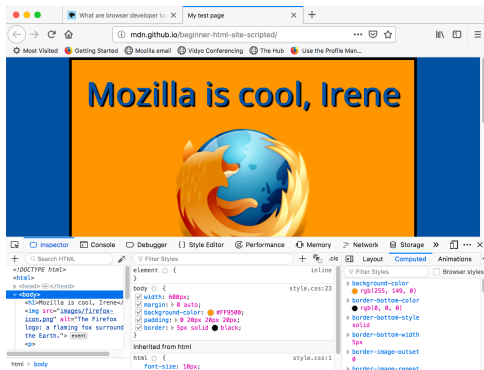 What are browser developer to
My test page
mdn.github.io/beginner-html-site-scripted/
Most Visited
Getting Started
Mozilla email
Vidyo Conferencing
The Hub
Use the Profile Man...
Mozilla is cool, Irene
Inspector
Console
Debugger
{} Style Editor
Performance
Memory
Network
Storage
Search HTML
Filter Styles
.cls
Layout
Computed
Animations
<!DOCTYPE html>
<html>
<head></head>
<body>
<h1>Mozilla is cool, Irene</
<img src="images/firefox-
icon.png" alt="The Firefox
logo: a flaming fox surround
the Earth."> event
<p>
html > body
element { inline
}
body { style.css:23
width: 600px;
margin: 0 auto;
background-color: #FF9500;
padding: 0 20px 20px 20px;
border: 5px solid black;
}
Inherited from html
html { style.css:1
font-size: 10px;
Filter Styles
Browser styles
background-color
rgb(255, 149, 0)
border-bottom-color
rgb(0, 0, 0)
border-bottom-style
solid
border-bottom-width
5px
border-image-outset
0
border-image-repeat